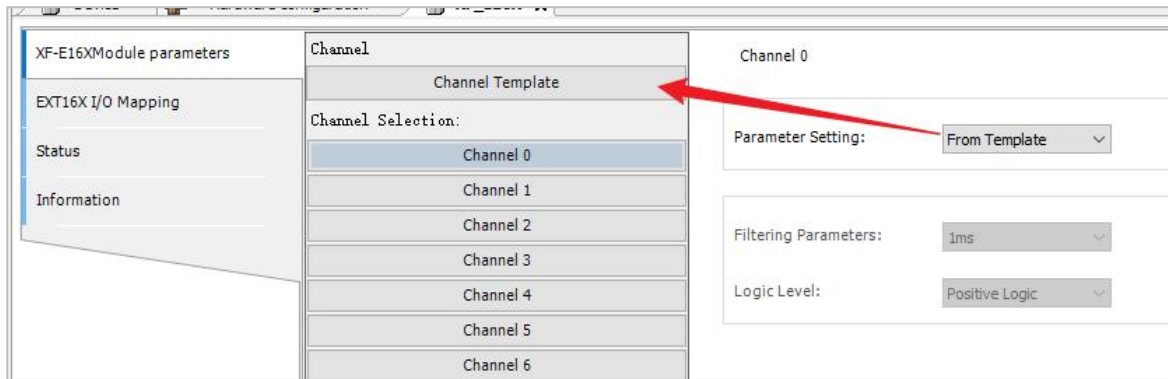 XF-E16XModule parameters
EXT16X I/O Mapping
Status
Information
Channel
Channel Template
Channel Selection:
Channel 0
Channel 1
Channel 2
Channel 3
Channel 4
Channel 5
Channel 6
Channel 0
Parameter Setting: From Template
Filtering Parameters: 1ms
Logic Level: Positive Logic